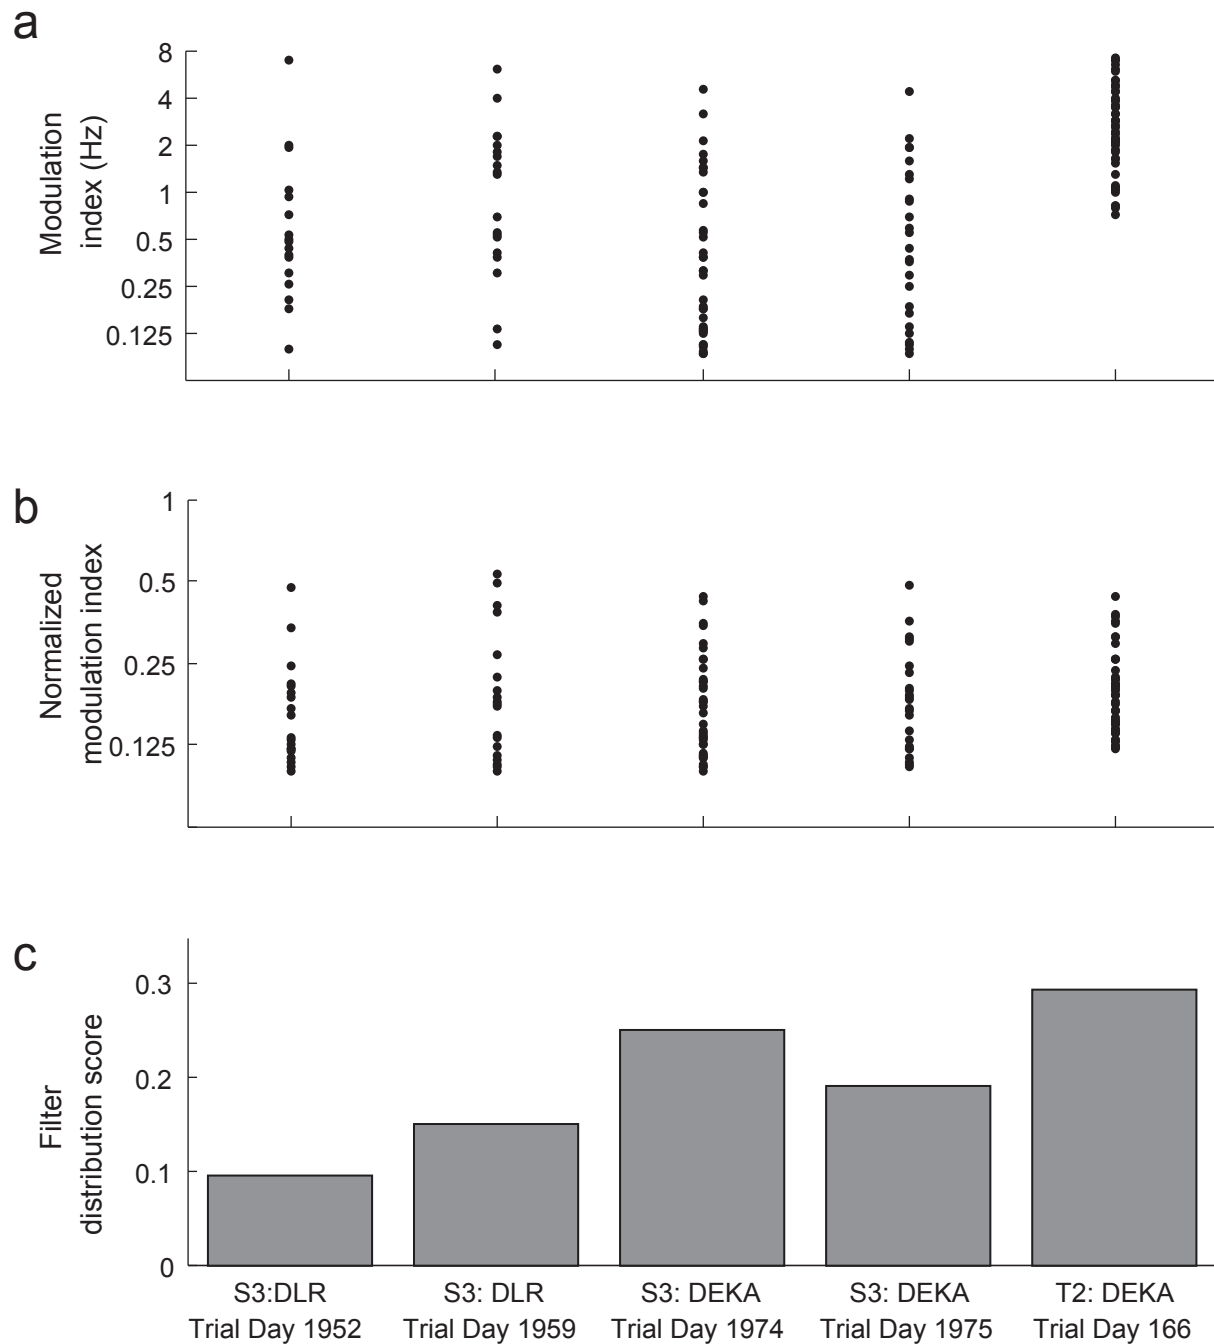 a
8
4
2
1
0.5
0.25
0.125
Modulation
index (Hz)
b
1
0.5
0.25
0.125
Normalized
modulation index
c
0.3
0.2
0.1
0
Filter
distribution score
S3:DLR
Trial Day 1952
S3: DLR
Trial Day 1959
S3: DEKA
Trial Day 1974
S3: DEKA
Trial Day 1975
T2: DEKA
Trial Day 166